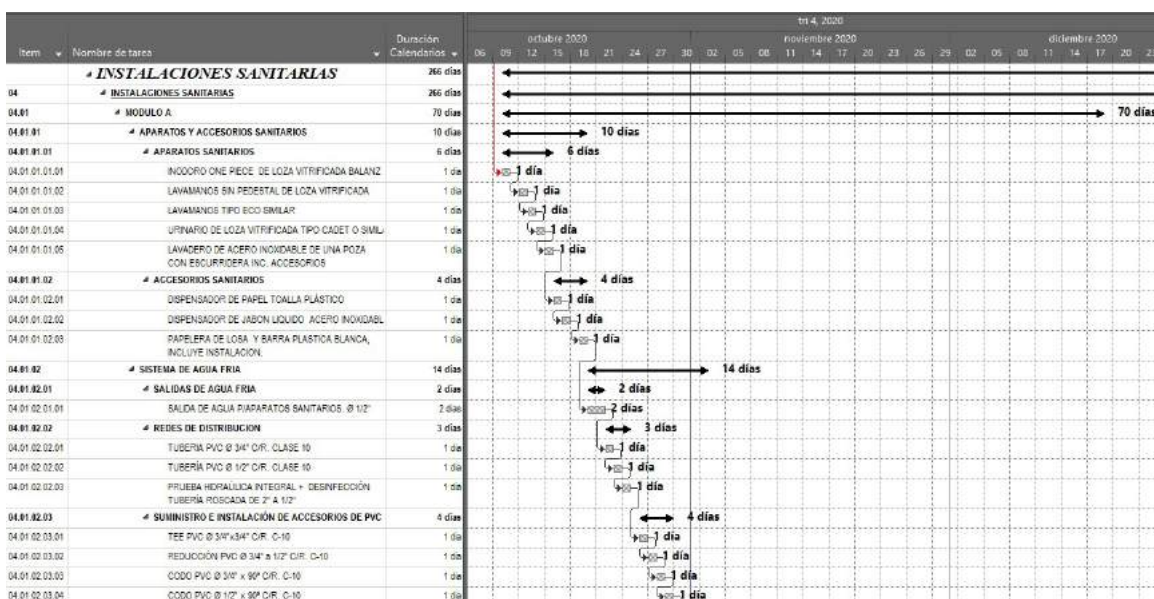 tri 4, 2020
Duración
octubre 2020 noviembre 2020 diciembre 2020
Item Nombre de tarea Calendarios 06 09 12 15 18 21 24 27 30 02 05 08 11 14 17 20 23 26 29 02 05 08 11 14 17 20 23
INSTALACIONES SANITARIAS 266 días
04 INSTALACIONES SANITARIAS 266 días
04.01 MODULO A 70 días 70 días
04.01.01 APARATOS Y ACCESORIOS SANITARIOS 10 días 10 días
04.01.01.01 APARATOS SANITARIOS 6 días 6 días
04.01.01.01.01 INODORO ONE PIECE DE LOZA VITRIFICADA BALANZ 1 día 1 día
04.01.01.01.02 LAVAMANOS SIN PEDESTAL DE LOZA VITRIFICADA 1 día 1 día
04.01.01.01.03 LAVAMANOS TIPO ECO SIMILAR 1 día 1 día
04.01.01.01.04 URINARIO DE LOZA VITRIFICADA TIPO CADET O SIMIL 1 día 1 día
04.01.01.01.05 LAVADERO DE ACERO INOXIDABLE DE UNA POZA 1 día 1 día
CON ESCURRIDERA INC. ACCESORIOS
04.01.01.02 ACCESORIOS SANITARIOS 4 días 4 días
04.01.01.02.01 DISPENSADOR DE PAPEL TOALLA PLÁSTICO 1 día 1 día
04.01.01.02.02 DISPENSADOR DE JABON LIQUIDO ACERO INOXIDABL 1 día 1 día
04.01.01.02.03 PAPELERA DE LOSA Y BARRA PLASTICA BLANCA, 1 día 1 día
INCLUYE INSTALACION.
04.01.02 SISTEMA DE AGUA FRIA 14 días 14 días
04.01.02.01 SALIDAS DE AGUA FRIA 2 días 2 días
04.01.02.01.01 SALIDA DE AGUA P/APARATOS SANITARIOS. Ø 1/2" 2 días 2 días
04.01.02.02 REDES DE DISTRIBUCION 3 días 3 días
04.01.02.02.01 TUBERIA PVC Ø 3/4" C/R. CLASE 10 1 día 1 día
04.01.02.02.02 TUBERÍA PVC Ø 1/2" C/R. CLASE 10 1 día 1 día
04.01.02.02.03 PRUEBA HIDRAULICA INTEGRAL + DESINFECCIÓN 1 día 1 día
TUBERÍA ROSCADA DE 2" A 1/2"
04.01.02.03 SUMINISTRO E INSTALACIÓN DE ACCESORIOS DE PVC 4 días 4 días
04.01.02.03.01 TEE PVC Ø 3/4"x3/4" C/R. C-10 1 día 1 día
04.01.02.03.02 REDUCCIÓN PVC Ø 3/4" a 1/2" C/R. C-10 1 día 1 día
04.01.02.03.03 CODO PVC Ø 3/4" x 90º C/R. C-10 1 día 1 día
04.01.02.03.04 CODO PVC Ø 1/2" x 90º C/R. C-10 1 día 1 día